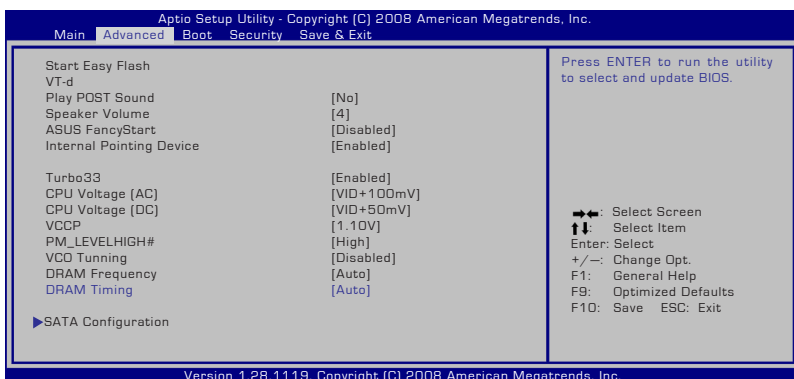 Aptio Setup Utility - Copyright (C) 2008 American Megatrends, Inc.
Main Advanced Boot Security Save & Exit
Start Easy Flash
VT-d
Play POST Sound [No]
Speaker Volume [4]
ASUS FancyStart [Disabled]
Internal Pointing Device [Enabled]
Turbo33 [Enabled]
CPU Voltage (AC) [VID+100mV]
CPU Voltage (DC) [VID+50mV]
VCCP [1.10V]
PM_LEVELHIGH# [High]
VCO Tunning [Disabled]
DRAM Frequency [Auto]
DRAM Timing [Auto]
SATA Configuration
Press ENTER to run the utility
to select and update BIOS.
→←: Select Screen
↑↓: Select Item
Enter: Select
+/—: Change Opt.
F1: General Help
F9: Optimized Defaults
F10: Save ESC: Exit
Version 1.28.1119. Copyright (C) 2008 American Megatrends, Inc.